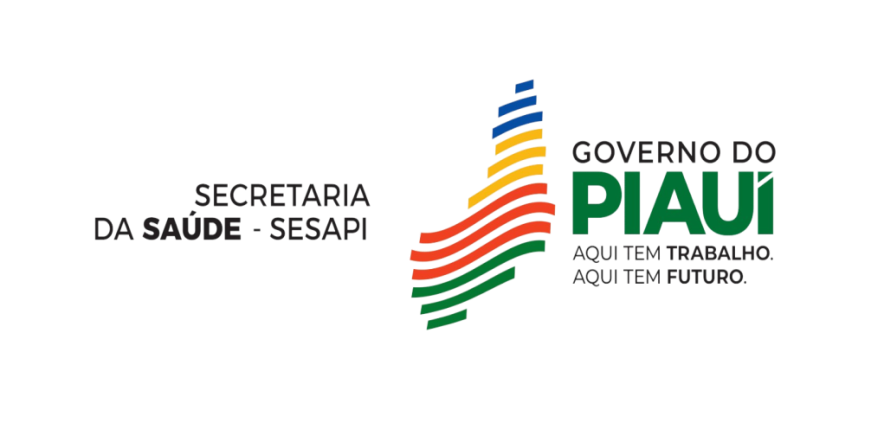 SECRETARIA
DA SAÚDE - SESAPI
GOVERNO DO
PIAUÍ
AQUI TEM TRABALHO.
AQUI TEM FUTURO.